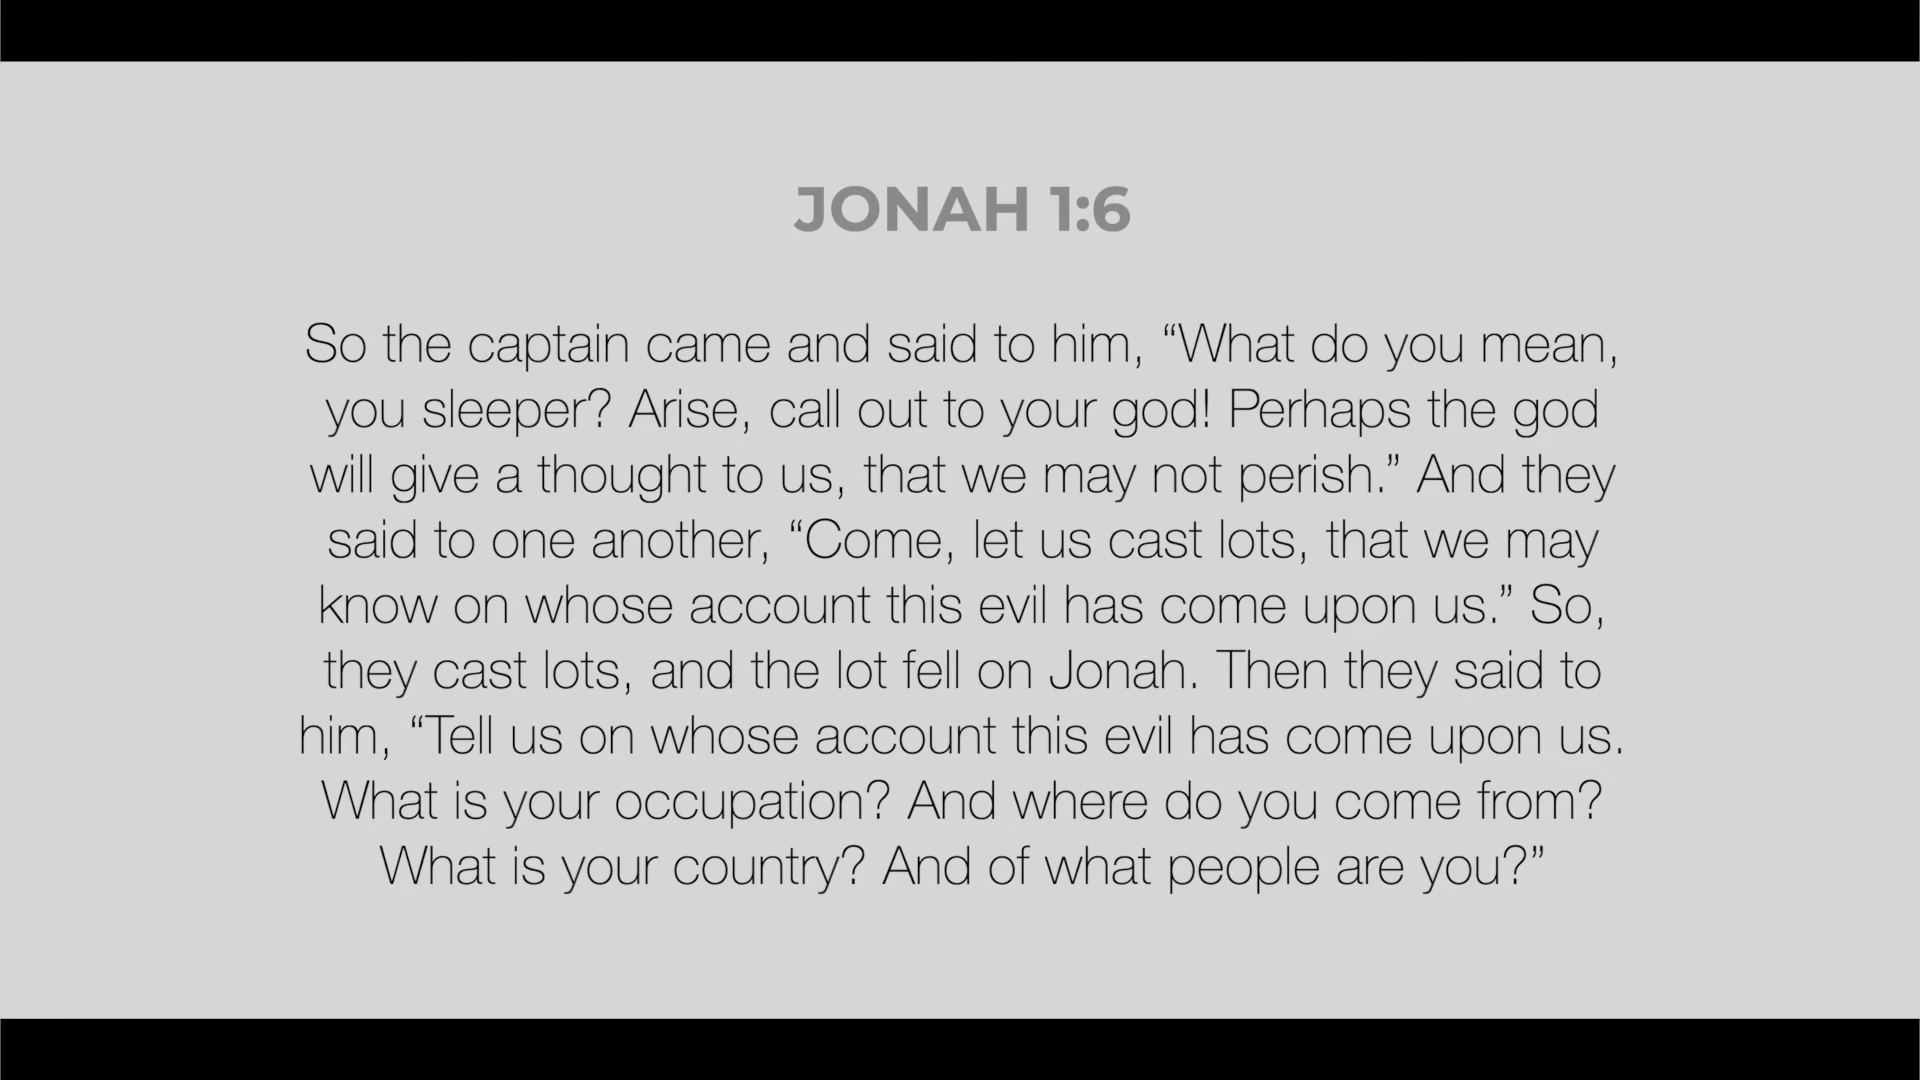 JONAH 1:6
So the captain came and said to him, “What do you mean,
you sleeper? Arise, call out to your god! Perhaps the god
will give a thought to us, that we may not perish.” And they
said to one another, “Come, let us cast lots, that we may
know on whose account this evil has come upon us.” So,
they cast lots, and the lot fell on Jonah. Then they said to
him, “Tell us on whose account this evil has come upon us.
What is your occupation? And where do you come from?
What is your country? And of what people are you?”